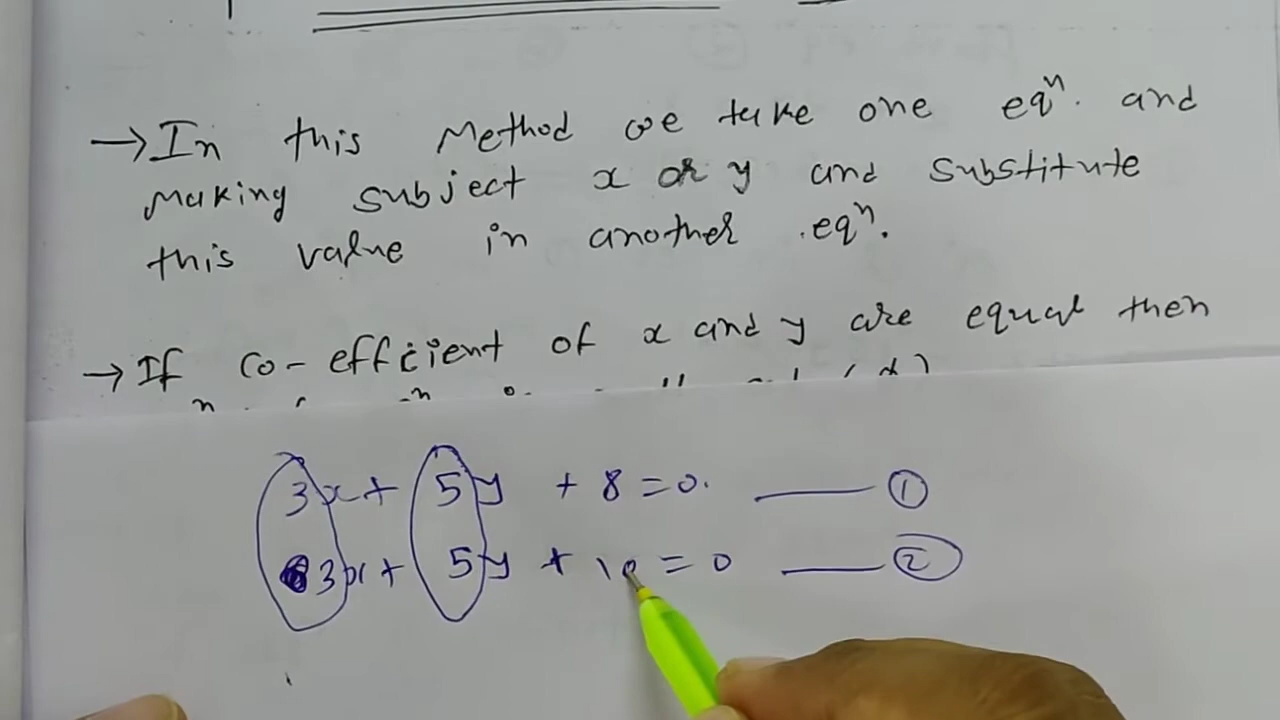 → In this Method we take one eqⁿ. and
Making subject x or y and substitute
this value in another eqⁿ.
→ If co-efficient of x and y are equal then
3x + 5y + 8 = 0. —— ①
3x + 5y + 10 = 0 —— ②